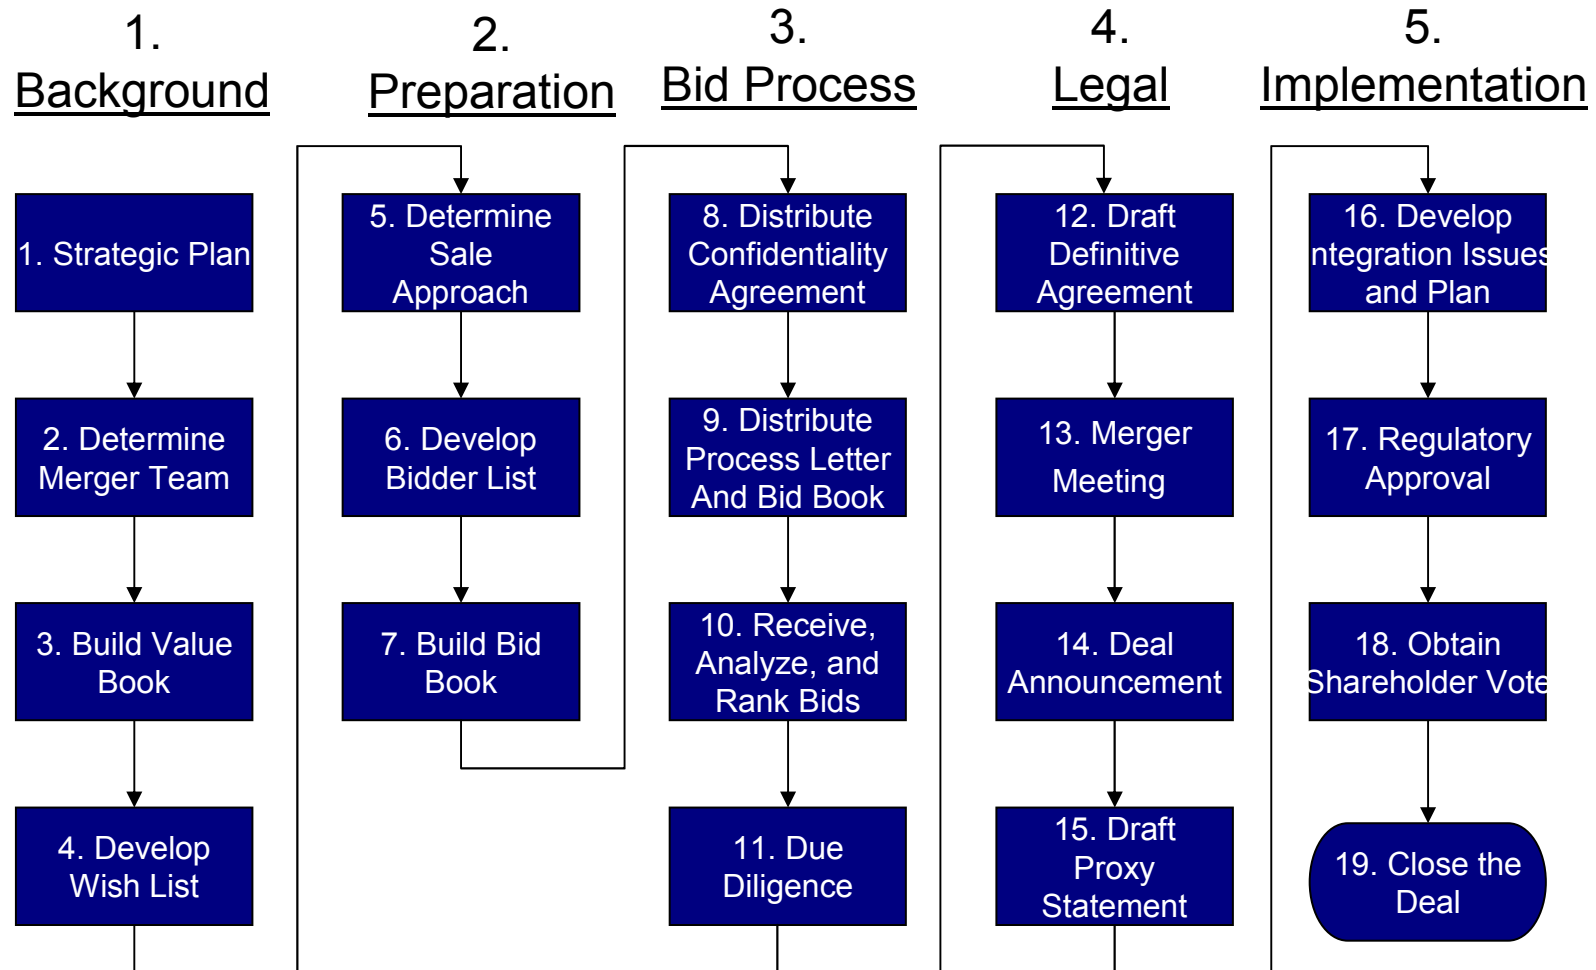 1.
Background
2.
Preparation
3.
Bid Process
4.
Legal
5.
Implementation
1. Strategic Plan
2. Determine
Merger Team
3. Build Value
Book
4. Develop
Wish List
5. Determine
Sale
Approach
6. Develop
Bidder List
7. Build Bid
Book
8. Distribute
Confidentiality
Agreement
9. Distribute
Process Letter
And Bid Book
10. Receive,
Analyze, and
Rank Bids
11. Due
Diligence
12. Draft
Definitive
Agreement
13. Merger
Meeting
14. Deal
Announcement
15. Draft
Proxy
Statement
16. Develop
Integration Issues
and Plan
17. Regulatory
Approval
18. Obtain
Shareholder Vote
19. Close the
Deal